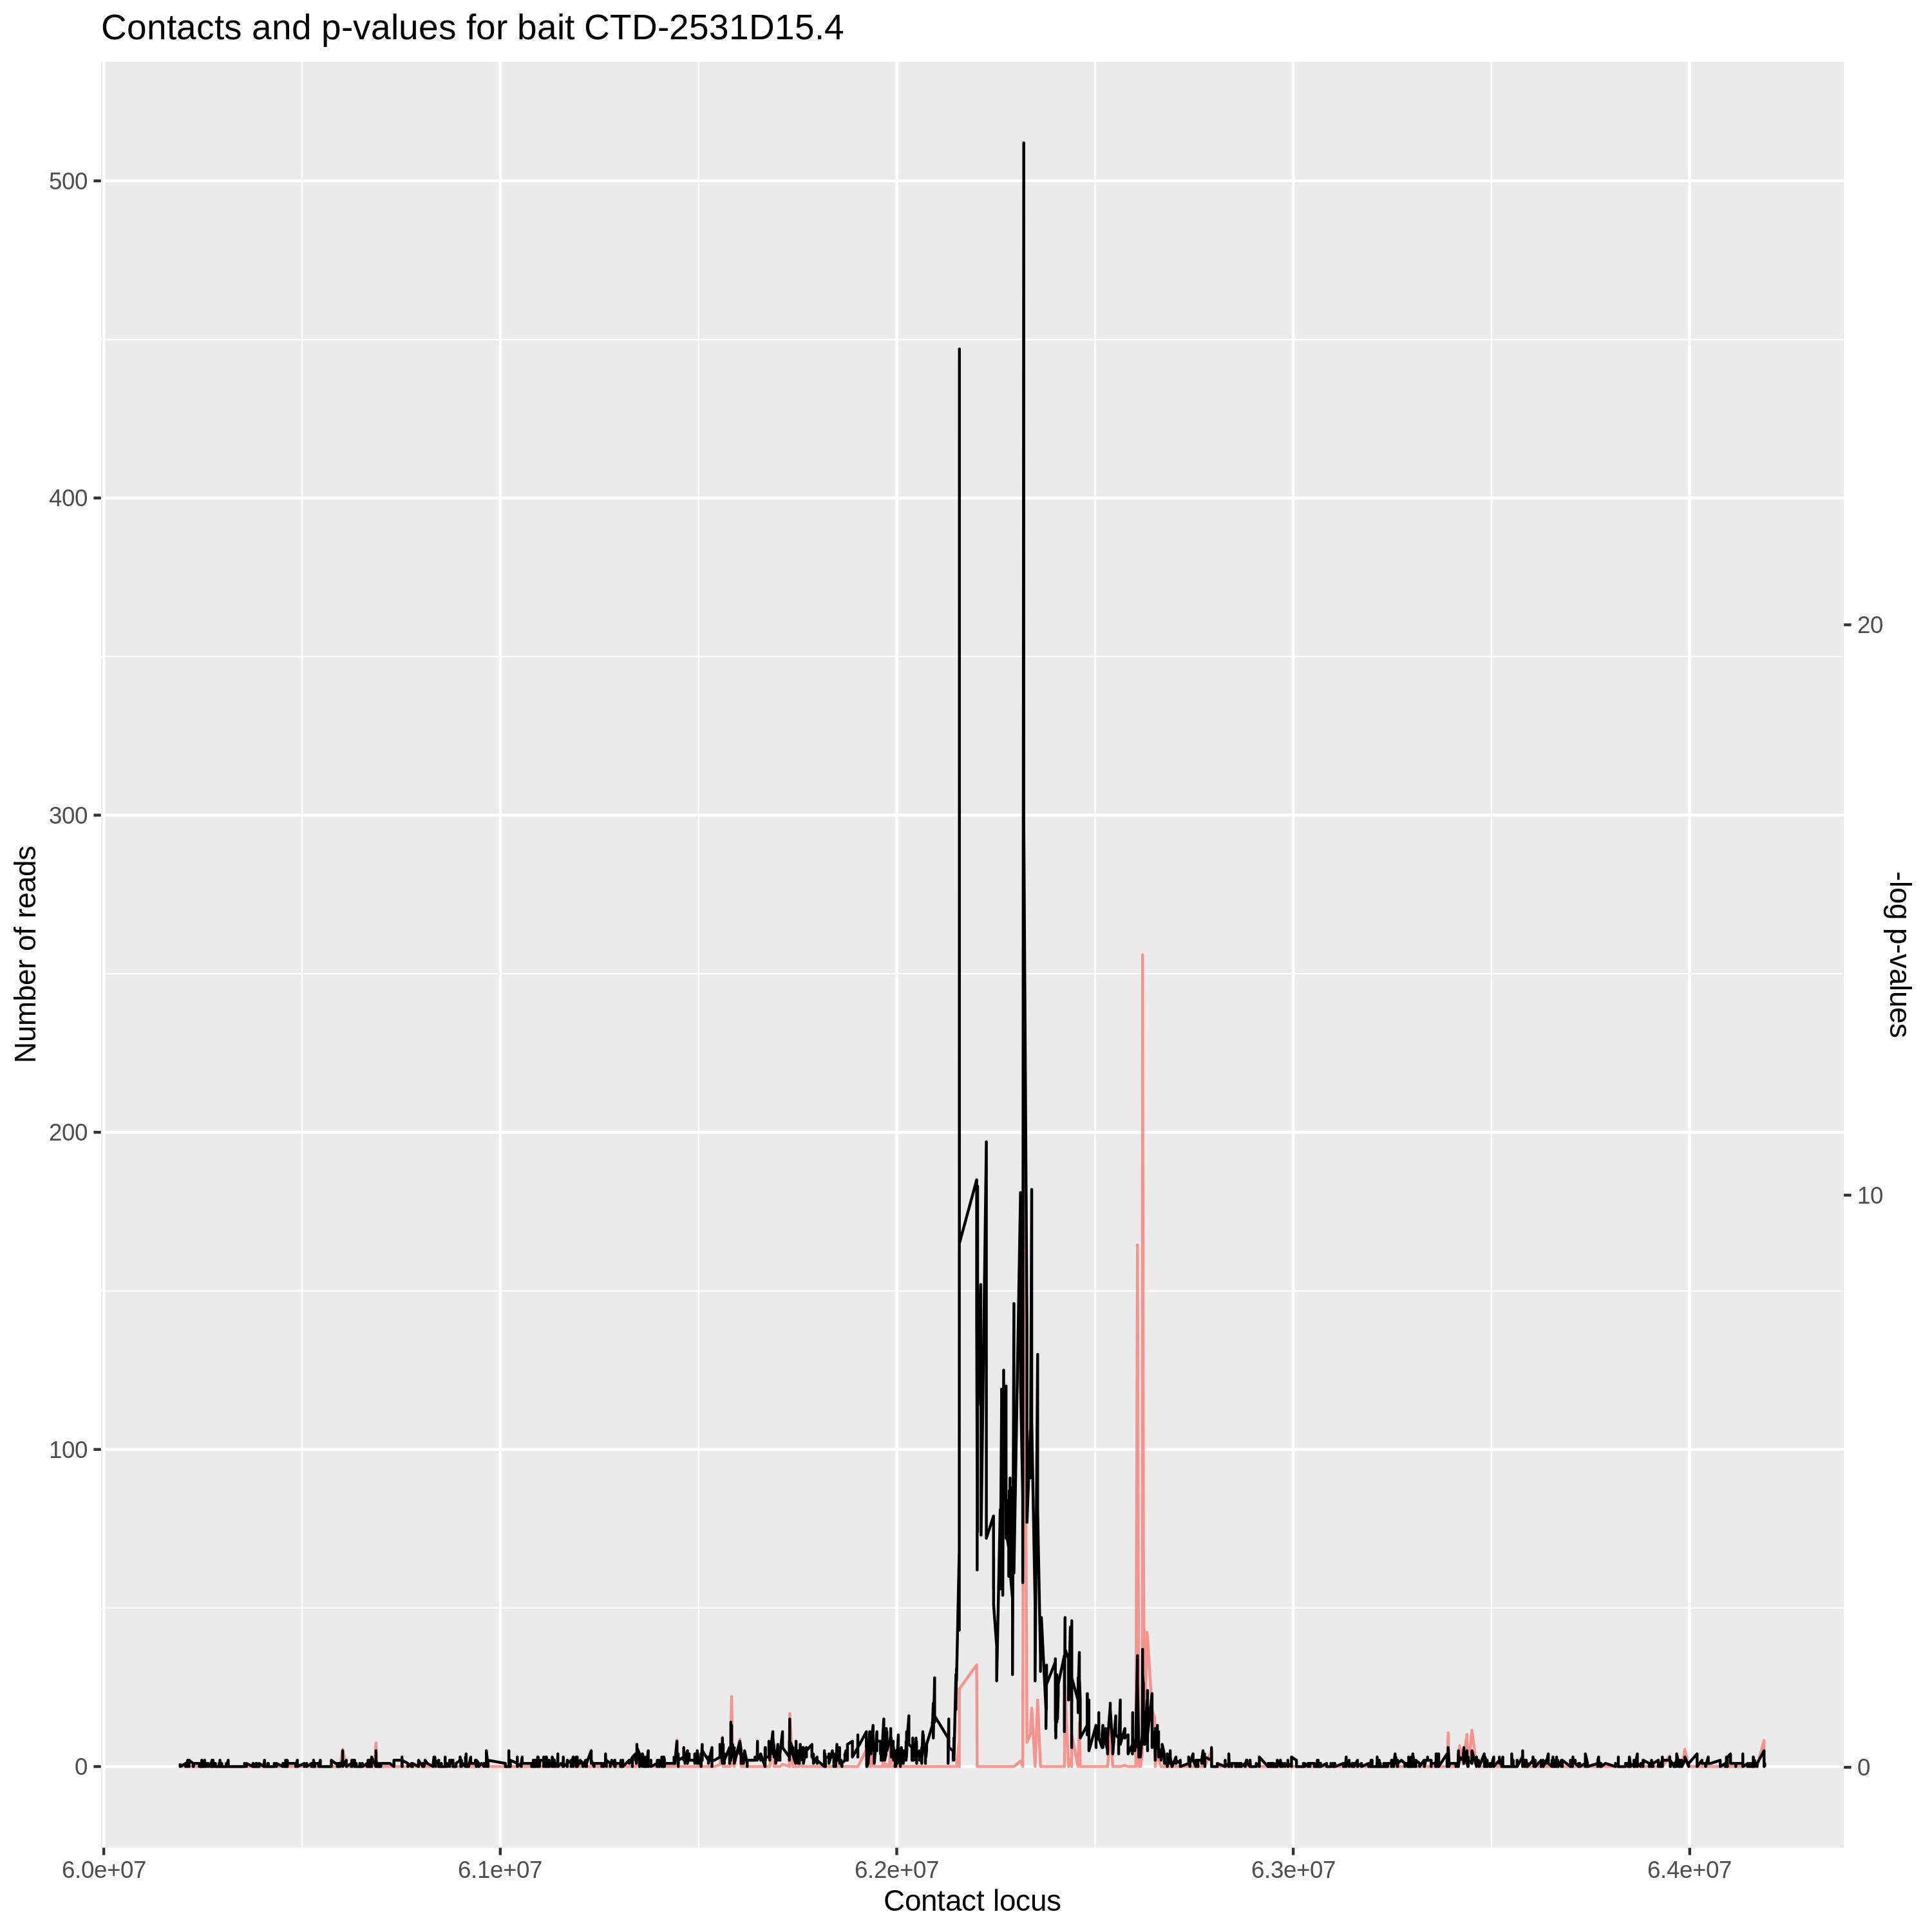 Contacts and p-values for bait CTD-2531D15.4
500
400
300
200
100
0
Number of reads
20
10
0
-log p-values
6.0e+07
6.1e+07
6.2e+07
6.3e+07
6.4e+07
Contact locus